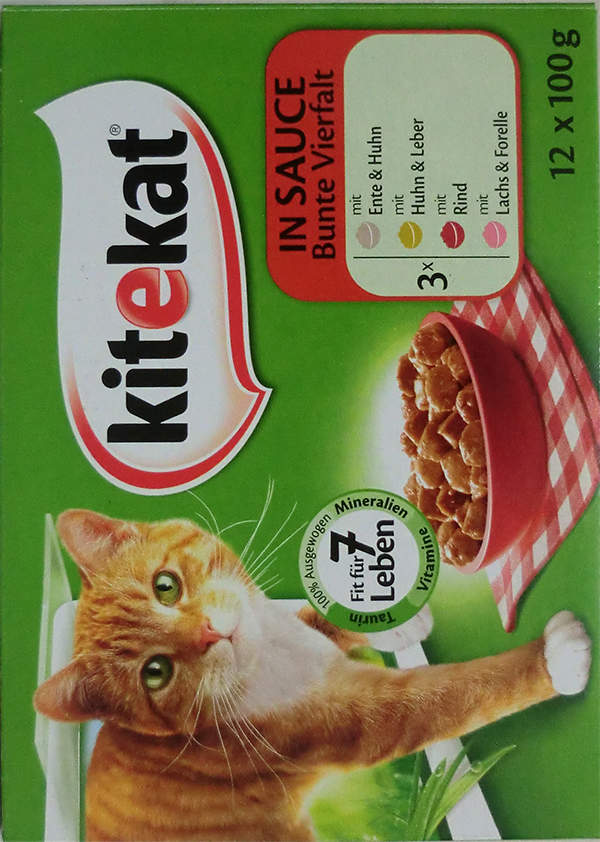 kitekat®
IN SAUCE
Bunte Vierfalt
3x
mit
Ente & Huhn
mit
Huhn & Leber
mit
Rind
mit
Lachs & Forelle
12 x 100g
100% Ausgewogen
Mineralien
Vitamine
Taurin
Fit für
7
Leben